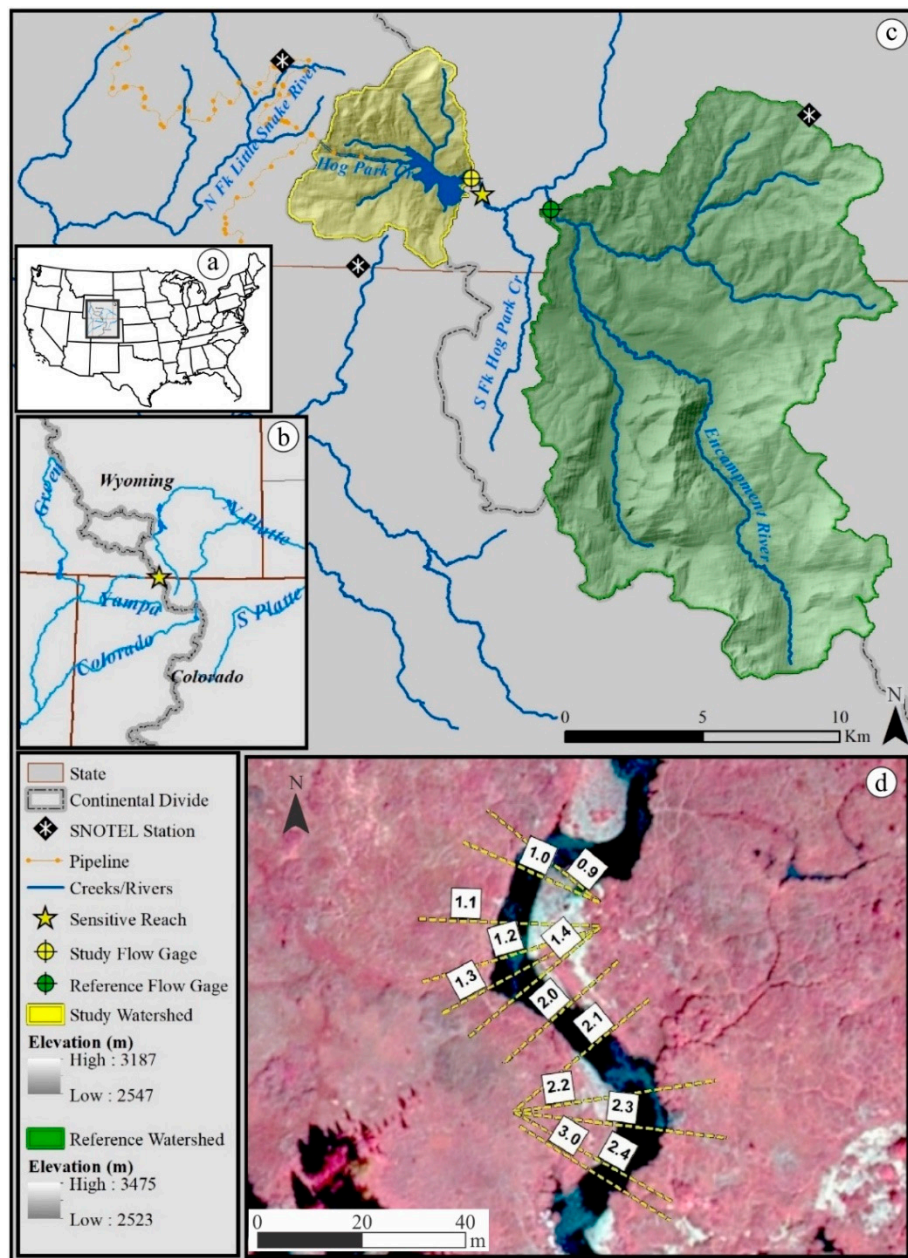 c
N Fk Little Snake River
Hog Park Cr
S Fk Hog Park Cr
Encampment River
0 5 10
Km
N
a
b
Wyoming
Green
N Platte
Yampa
Colorado
S Platte
Colorado
State
Continental Divide
SNOTEL Station
Pipeline
Creeks/Rivers
Sensitive Reach
Study Flow Gage
Reference Flow Gage
Study Watershed
Elevation (m)
High : 3187
Low : 2547
Reference Watershed
Elevation (m)
High : 3475
Low : 2523
d
N
1.0
0.9
1.1
1.2
1.4
1.3
2.0
2.1
2.2
2.3
3.0
2.4
0 20 40
m